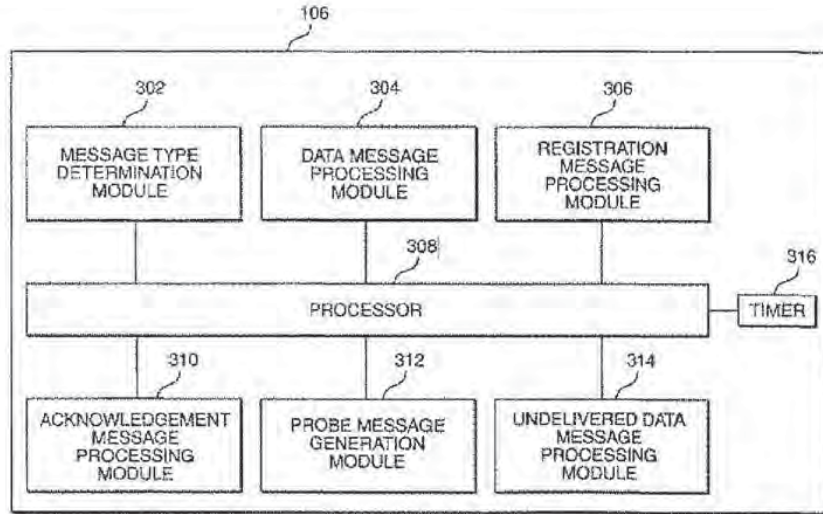 106
302
304
306
MESSAGE TYPE
DETERMINATION
MODULE
DATA MESSAGE
PROCESSING
MODULE
REGISTRATION
MESSAGE
PROCESSING
MODULE
308
316
PROCESSOR
TIMER
310
312
314
ACKNOWLEDGEMENT
MESSAGE
PROCESSING
MODULE
PROBE MESSAGE
GENERATION
MODULE
UNDELIVERED DATA
MESSAGE
PROCESSING
MODULE